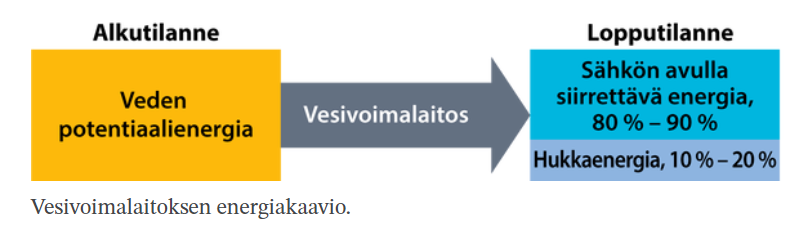 Alkutilanne
Lopputilanne
Veden
potentiaalienergia
Vesivoimalaitos
Sähkön avulla
siirrettävä energia,
80 % – 90 %
Hukkaenergia, 10 % – 20 %
Vesivoimalaitoksen energiakaavio.